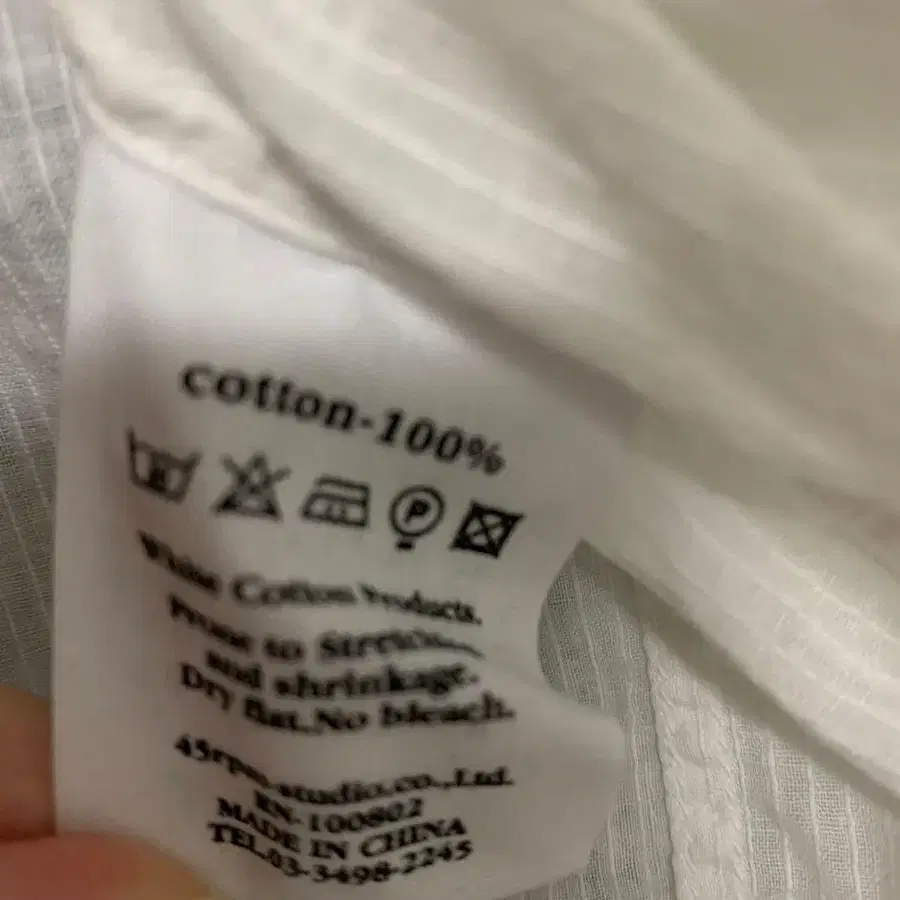 cotton-100%
P
White Cotton Products.
Prone to Stretching
and shrinkage.
Dry flat.No bleach.
45rpm.studio.co.,Ltd.
RN-100802
MADE IN CHINA
TEL.03-3498-2245